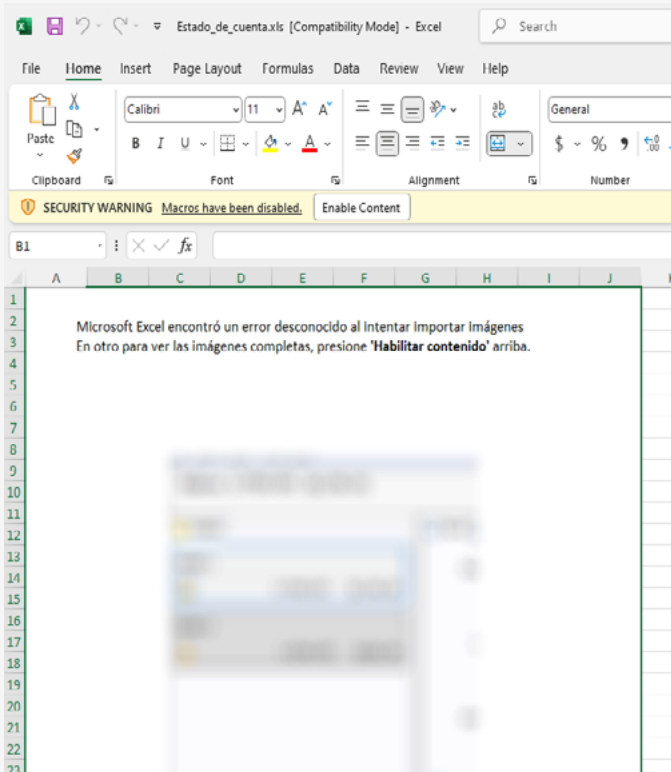 Estado_de_cuenta.xls [Compatibility Mode] - Excel
Search
File Home Insert Page Layout Formulas Data Review View Help
Paste
Calibri 11 A^ A˅
B I U A
ab
General
$ % 9 .00
Clipboard Font Alignment Number
SECURITY WARNING Macros have been disabled. Enable Content
B1 fx
A B C D E F G H I J
1
2 Microsoft Excel encontró un error desconocido al Intentar Importar Imágenes
3 En otro para ver las imágenes completas, presione 'Habilitar contenido' arriba.
4
5
6
7
8
9
10
11
12
13
14
15
16
17
18
19
20
21
22
23